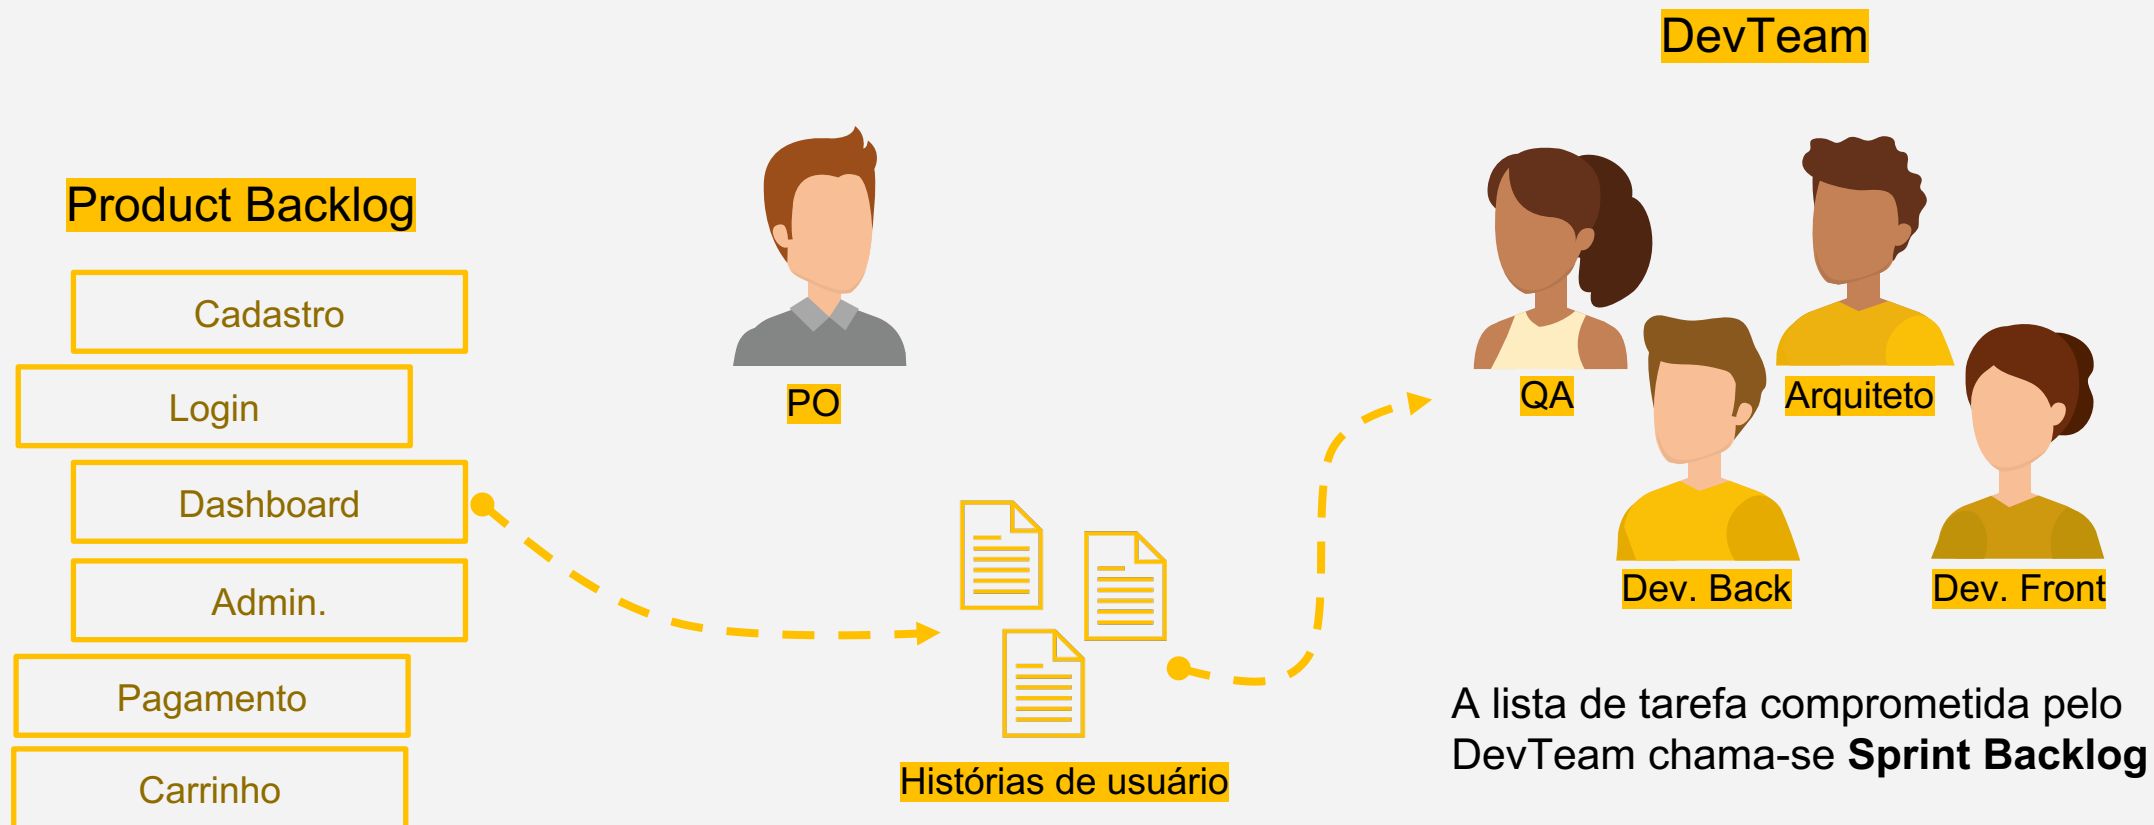 DevTeam
Product Backlog
Cadastro
Login
Dashboard
Admin.
Pagamento
Carrinho
PO
Histórias de usuário
QA
Arquiteto
Dev. Back
Dev. Front
A lista de tarefa comprometida pelo
DevTeam chama-se Sprint Backlog